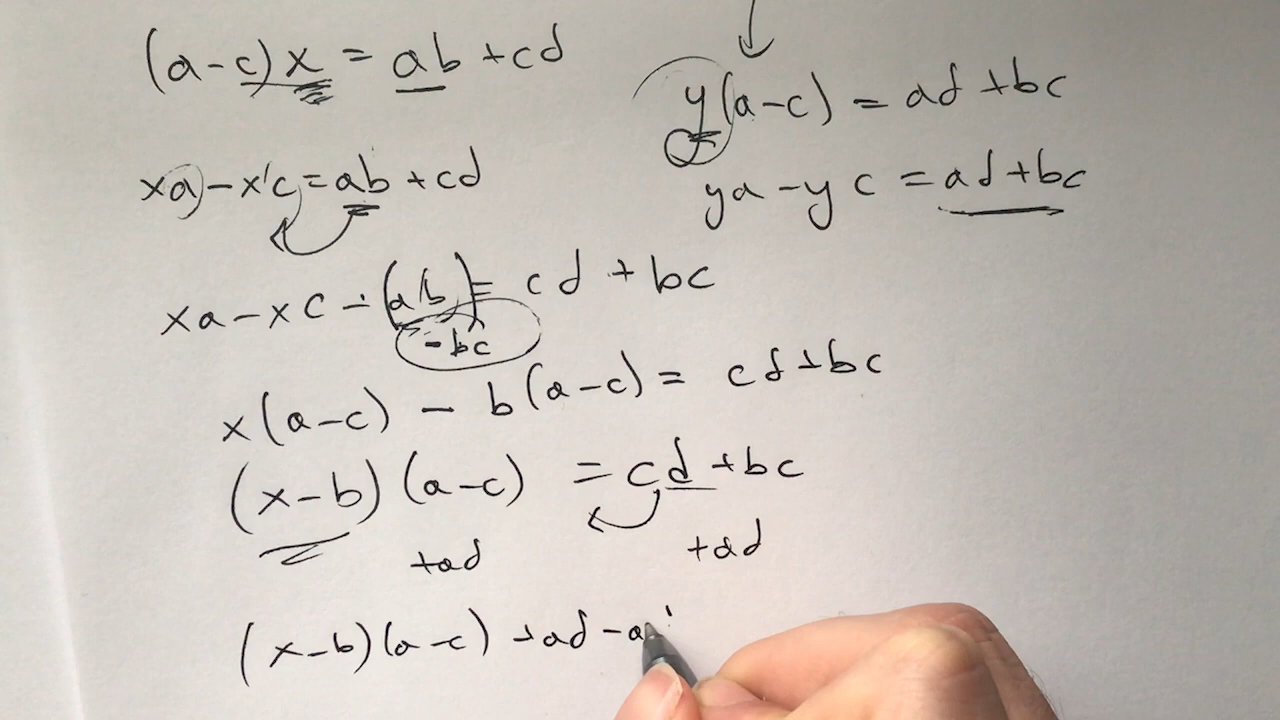 (a-c)x = ab+cd
y(a-c) = ad+bc
xa-xc=ab+cd
ya-yc=ad+bc
xa-xc-(ab)=cd+bc
-bc
x(a-c) - b(a-c)= cd+bc
(x-b)(a-c) = cd+bc
+ad +ad
(x-b)(a-c)+ad-a